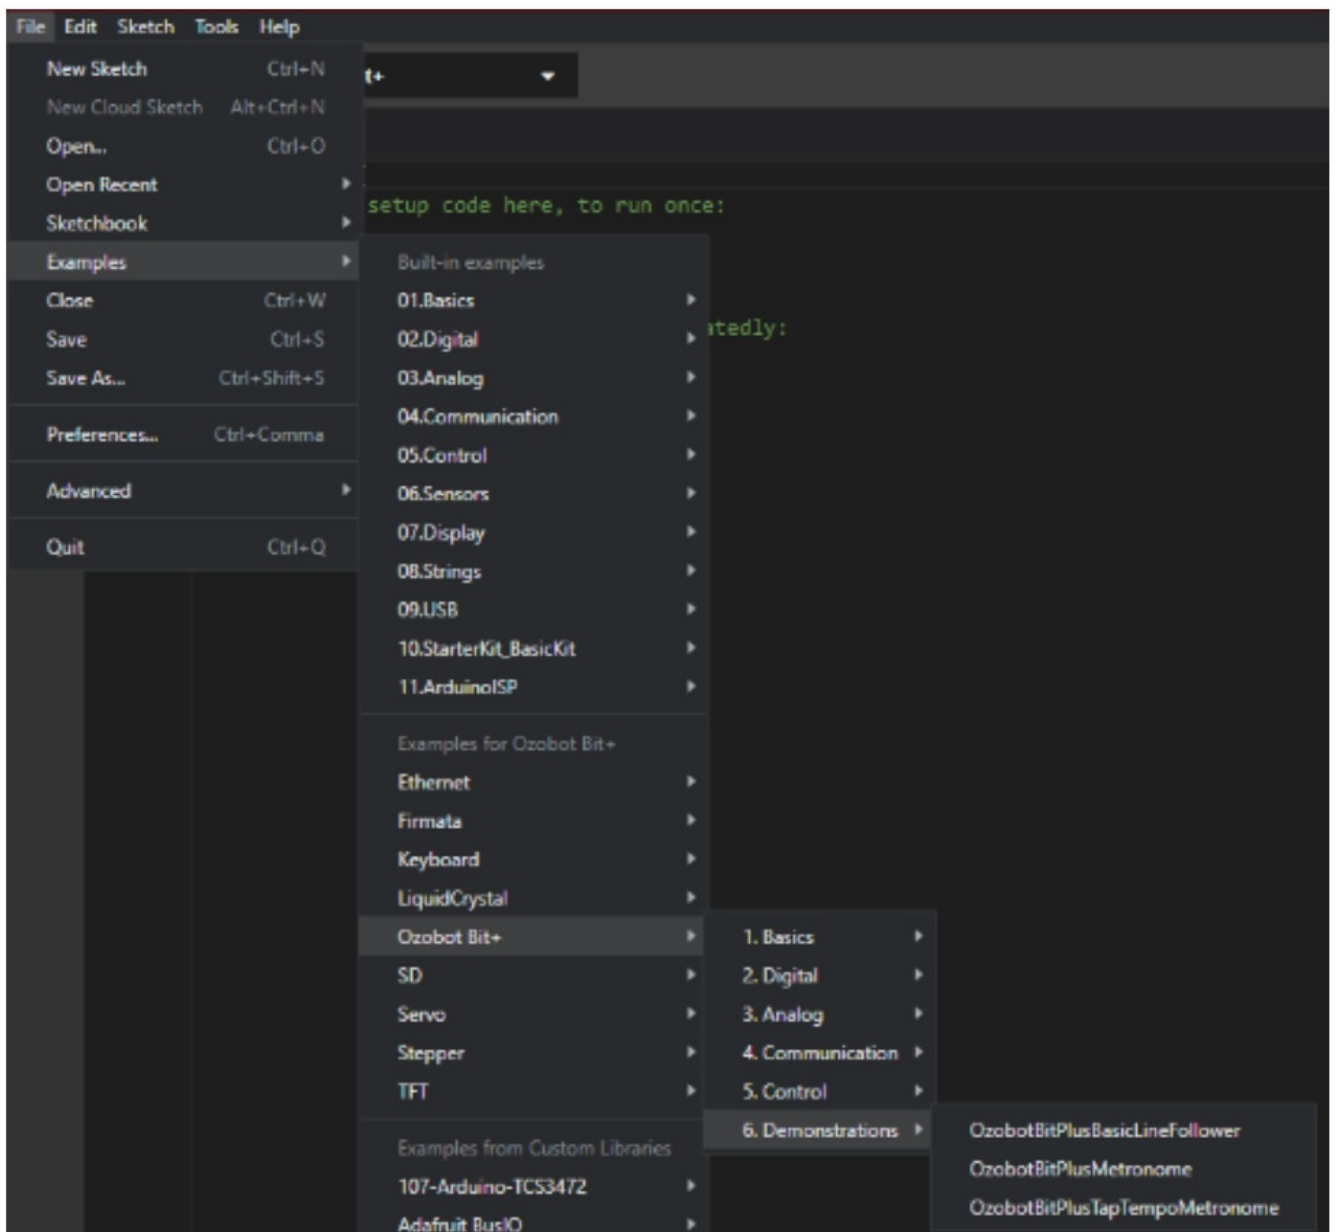 File Edit Sketch Tools Help
New Sketch Ctrl+N
New Cloud Sketch Alt+Ctrl+N
Open... Ctrl+O
Open Recent
Sketchbook
Examples
Close Ctrl+W
Save Ctrl+S
Save As... Ctrl+Shift+S
Preferences... Ctrl+Comma
Advanced
Quit Ctrl+Q
t+
setup code here, to run once:
atedly:
Built-in examples
01.Basics
02.Digital
03.Analog
04.Communication
05.Control
06.Sensors
07.Display
08.Strings
09.USB
10.StarterKit_BasicKit
11.ArduinoISP
Examples for Ozobot Bit+
Ethernet
Firmata
Keyboard
LiquidCrystal
Ozobot Bit+
SD
Servo
Stepper
TFT
Examples from Custom Libraries
107-Arduino-TCS3472
Adafruit BusIO
1. Basics
2. Digital
3. Analog
4. Communication
5. Control
6. Demonstrations
OzobotBitPlusBasicLineFollower
OzobotBitPlusMetronome
OzobotBitPlusTapTempoMetronome